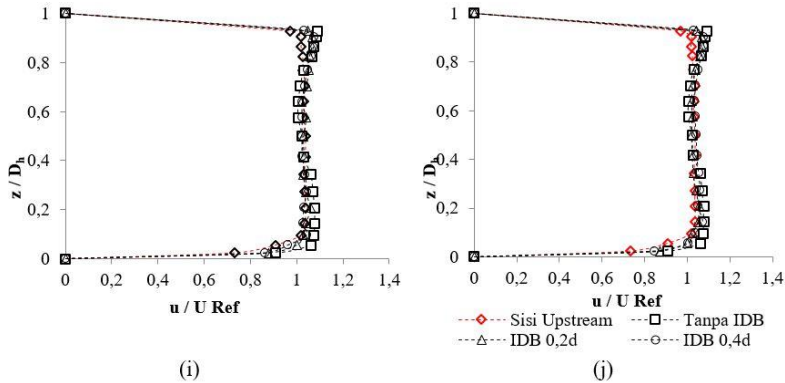 1
0,8
0,6
0,4
0,2
0
z / Dh
0 0,2 0,4 0,6 0,8 1 1,2 1,4
u / U Ref
(i)
1
0,8
0,6
0,4
0,2
0
z / Dh
0 0,2 0,4 0,6 0,8 1 1,2 1,4
u / U Ref
Sisi Upstream Tanpa IDB
IDB 0,2d IDB 0,4d
(j)